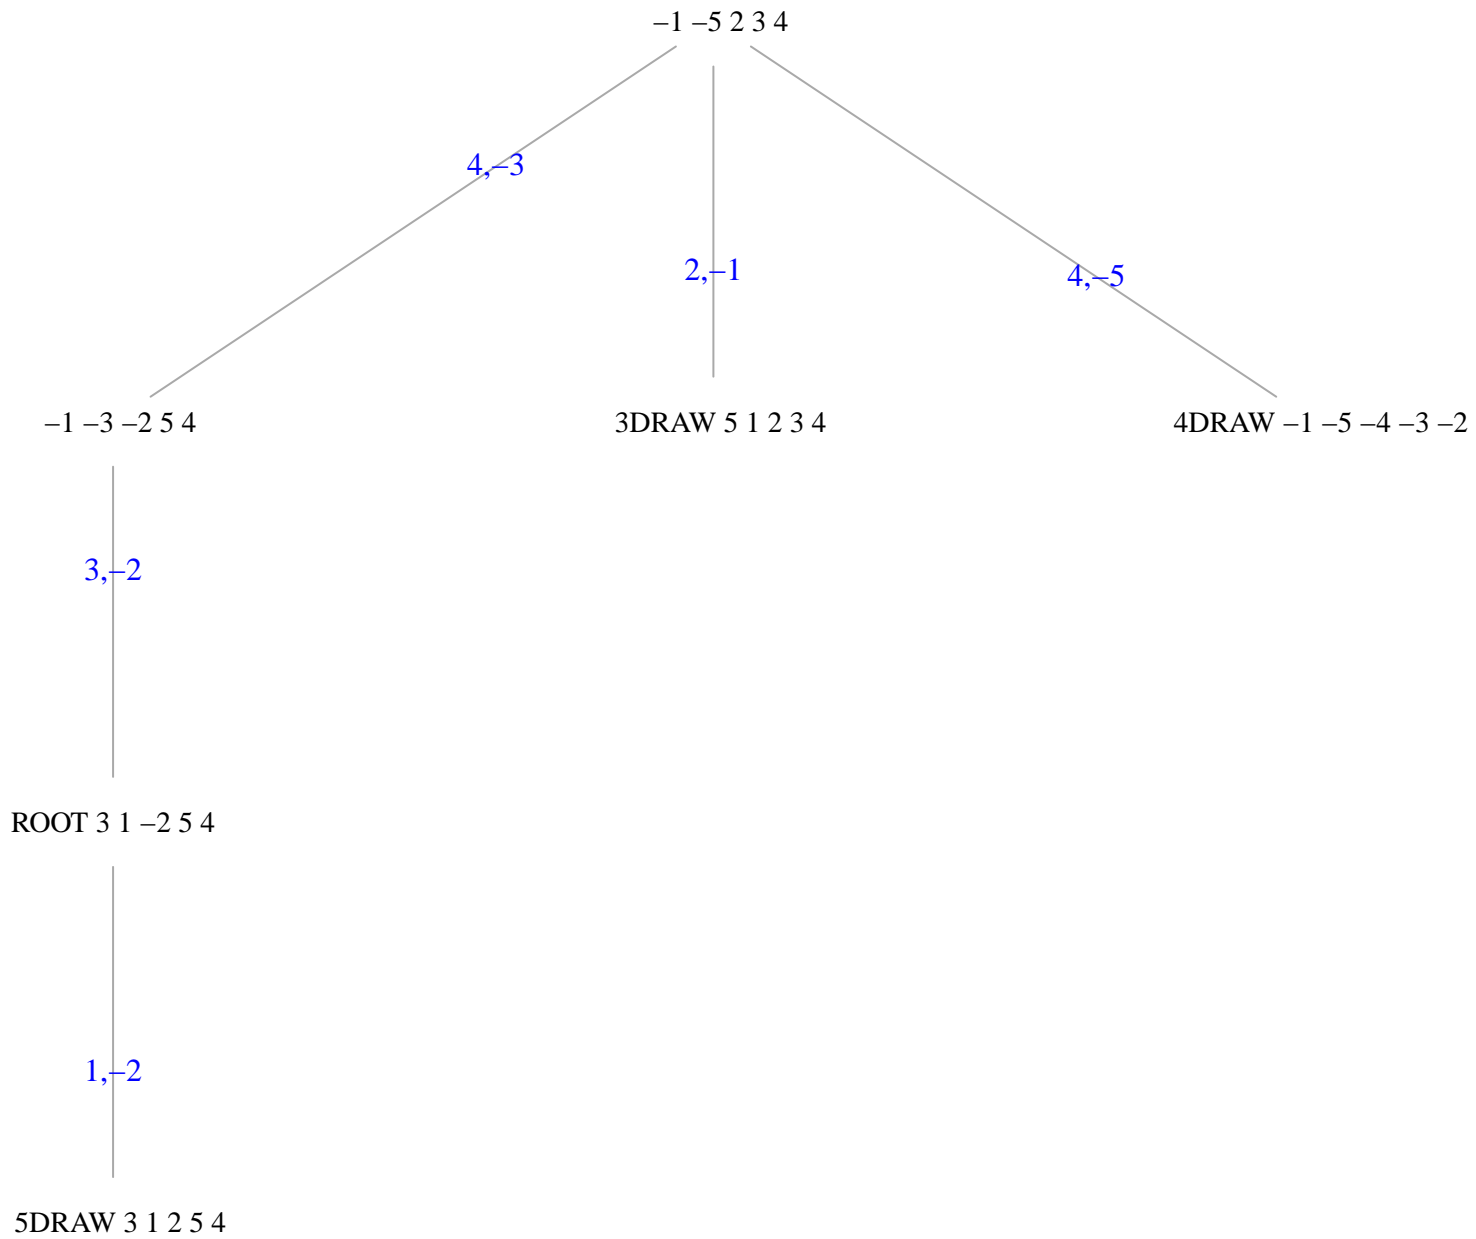 –1 –5 2 3 4
4,–3
2,–1
4,–5
–1 –3 –2 5 4
3DRAW 5 1 2 3 4
4DRAW –1 –5 –4 –3 –2
3,–2
ROOT 3 1 –2 5 4
1,–2
5DRAW 3 1 2 5 4